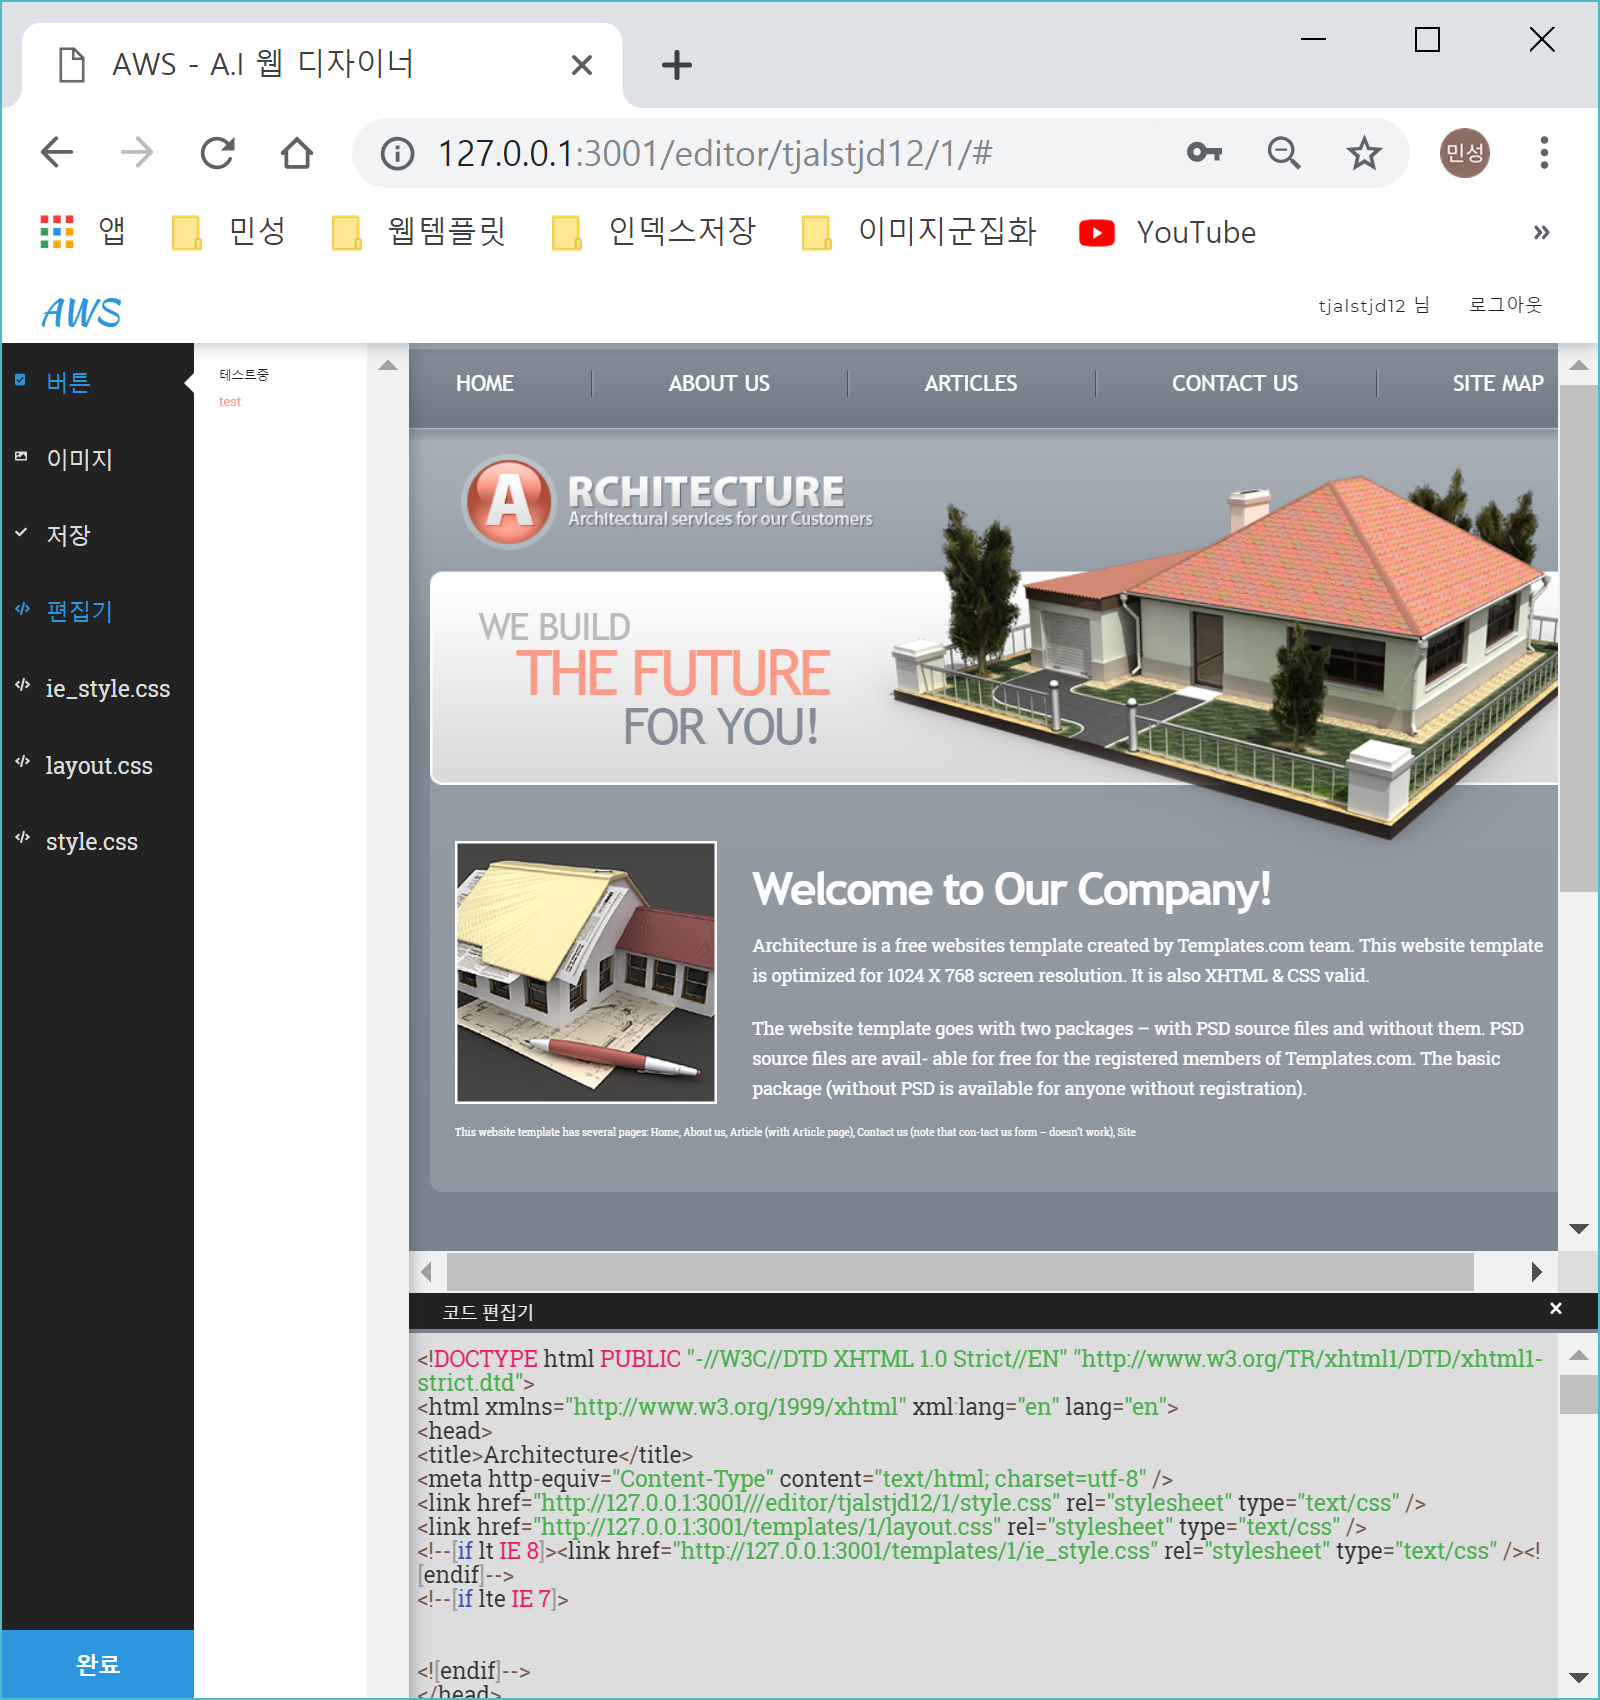 AWS - A.I 웹 디자이너
127.0.0.1:3001/editor/tjalstjd12/1/#
민성
앱
민성
웹템플릿
인덱스저장
이미지군집화
YouTube
»
AWS
tjalstjd12 님
로그아웃
버튼
이미지
저장
편집기
ie_style.css
layout.css
style.css
완료
테스트중
test
HOME
ABOUT US
ARTICLES
CONTACT US
SITE MAP
ARCHITECTURE
Architectural services for our Customers
WE BUILD
THE FUTURE
FOR YOU!
Welcome to Our Company!
Architecture is a free websites template created by Templates.com team. This website template
is optimized for 1024 X 768 screen resolution. It is also XHTML & CSS valid.
The website template goes with two packages – with PSD source files and without them. PSD
source files are avail- able for free for the registered members of Templates.com. The basic
package (without PSD is available for anyone without registration).
This website template has several pages: Home, About us, Article (with Article page), Contact us (note that con-tact us form – doesn't work), Site
코드 편집기
<!DOCTYPE html PUBLIC "-//W3C//DTD XHTML 1.0 Strict//EN" "http://www.w3.org/TR/xhtml1/DTD/xhtml1-
strict.dtd">
<html xmlns="http://www.w3.org/1999/xhtml" xml:lang="en" lang="en">
<head>
<title>Architecture</title>
<meta http-equiv="Content-Type" content="text/html; charset=utf-8" />
<link href="http://127.0.0.1:3001///editor/tjalstjd12/1/style.css" rel="stylesheet" type="text/css" />
<link href="http://127.0.0.1:3001/templates/1/layout.css" rel="stylesheet" type="text/css" />
<!--[if lt IE 8]><link href="http://127.0.0.1:3001/templates/1/ie_style.css" rel="stylesheet" type="text/css" /><!
[endif]-->
<!--[if lte IE 7]>
<![endif]-->
</head>